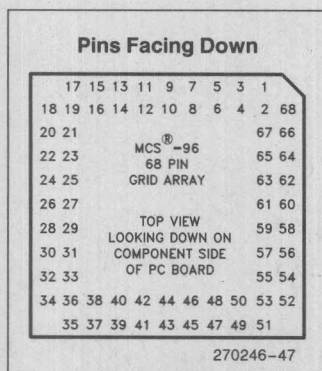 Pins Facing Down
17 15 13 11 9 7 5 3 1
18 19 16 14 12 10 8 6 4 2 68
20 21 67 66
MCS®-96
22 23 65 64
68 PIN
24 25 GRID ARRAY 63 62
26 27 61 60
TOP VIEW
28 29 59 58
LOOKING DOWN ON
30 31 COMPONENT SIDE 57 56
OF PC BOARD
32 33 55 54
34 36 38 40 42 44 46 48 50 53 52
35 37 39 41 43 45 47 49 51
270246-47